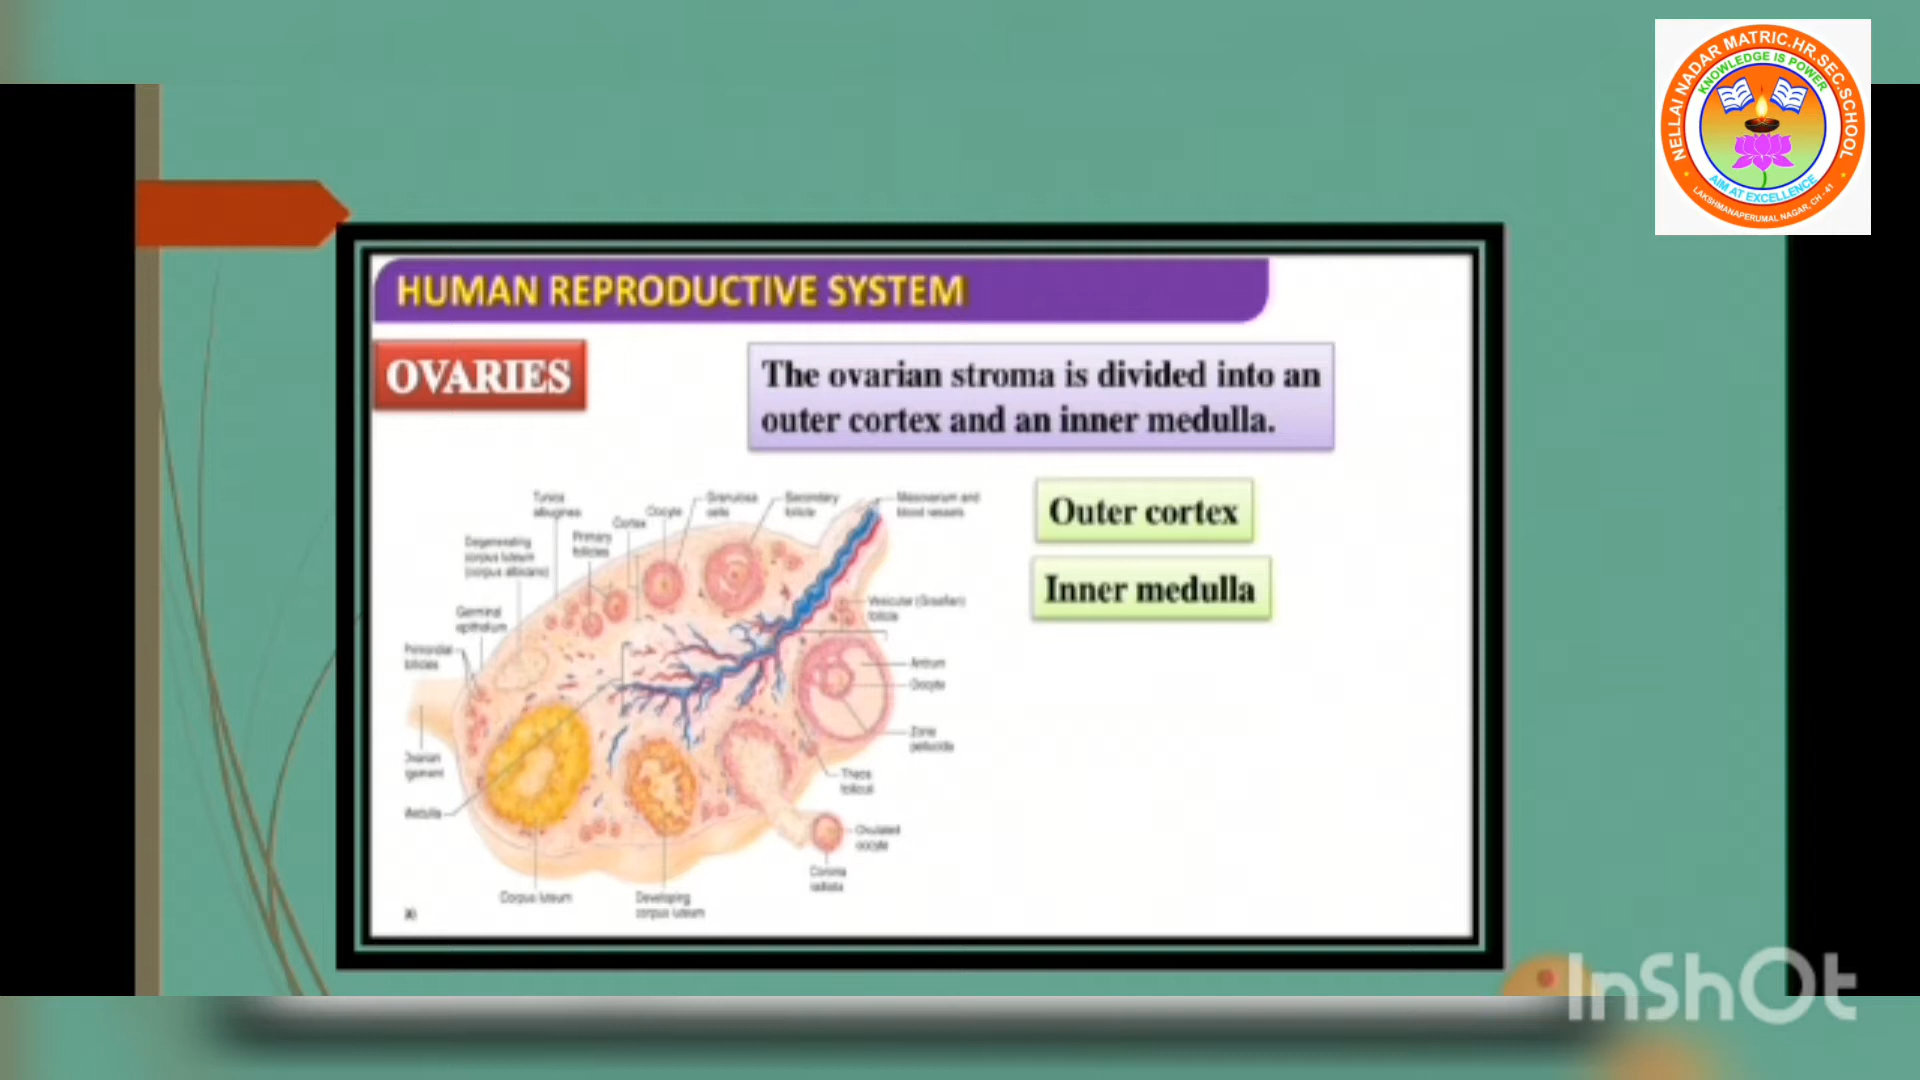 NELLAI NADAR MATRIC.HR.SEC.SCHOOL
KNOWLEDGE IS POWER
AIM AT EXCELLENCE
LAKSHMANAPERUMAL NAGAR, CH - 41
HUMAN REPRODUCTIVE SYSTEM
OVARIES
The ovarian stroma is divided into an
outer cortex and an inner medulla.
Outer cortex
Inner medulla
Tunica
albuginea
Cortex
Oocyte
Granulosa
cells
Secondary
follicle
Mesovarium and
blood vessels
Degenerating
corpus luteum
(corpus albicans)
Primary
follicles
Germinal
epithelium
Primordial
follicles
Vesicular (Graafian)
follicle
Antrum
Oocyte
Zona
pellucida
Theca
folliculi
Ovulated
oocyte
Corona
radiata
Medulla
Corpus luteum
Developing
corpus luteum
InShOt